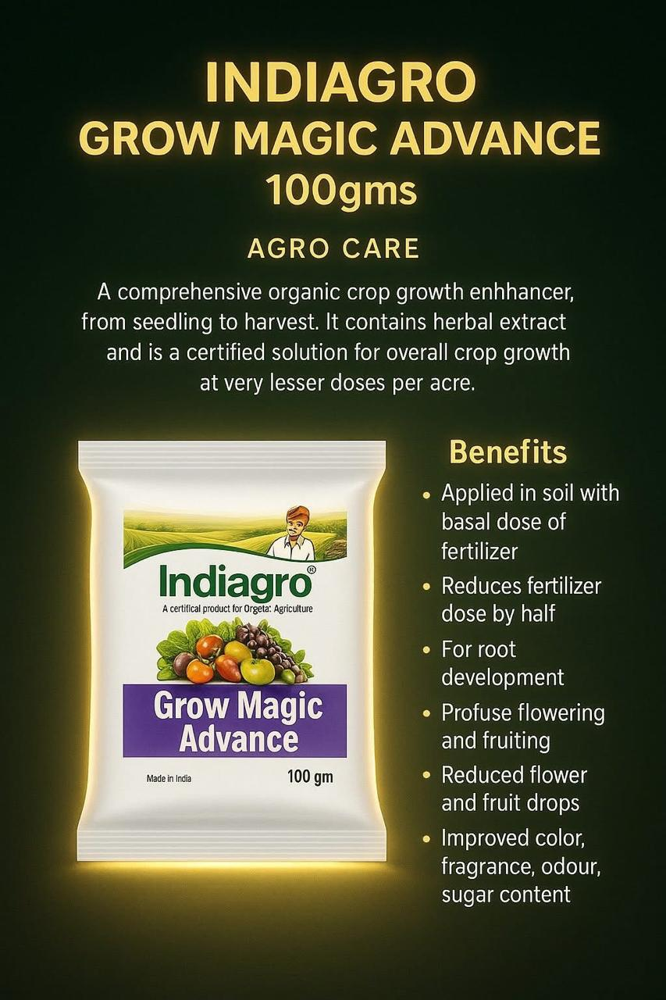 INDIAGRO
GROW MAGIC ADVANCE
100gms
AGRO CARE
A comprehensive organic crop growth enhhancer,
from seedling to harvest. It contains herbal extract
and is a certified solution for overall crop growth
at very lesser doses per acre.
Benefits
• Applied in soil with
basal dose of
fertilizer
• Reduces fertilizer
dose by half
• For root
development
• Profuse flowering
and fruiting
• Reduced flower
and fruit drops
• Improved color,
fragrance, odour,
sugar content
Indiagro®
A certifical product for Orgeta: Agriculture
Grow Magic
Advance
Made in India
100 gm